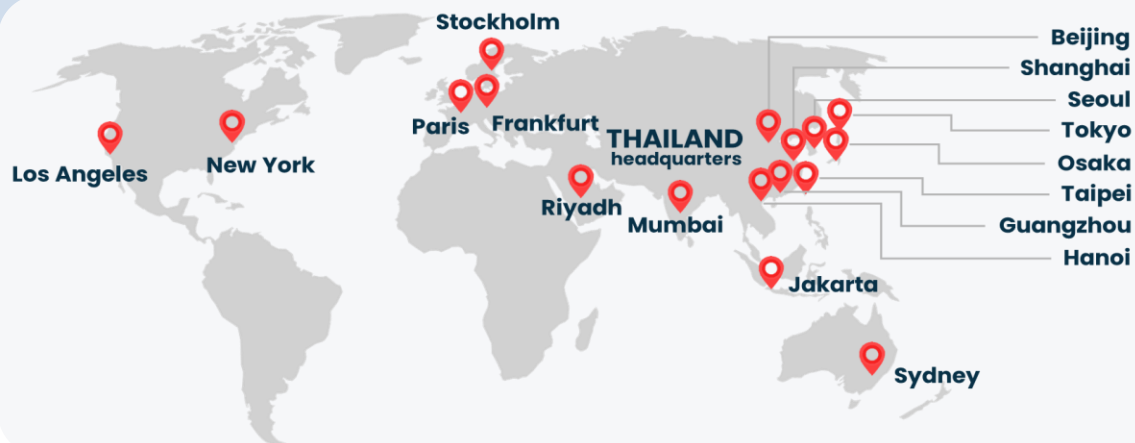 Stockholm
Beijing
Shanghai
Seoul
Tokyo
Osaka
Taipei
Guangzhou
Hanoi
Paris
Frankfurt
THAILAND
headquarters
Los Angeles
New York
Riyadh
Mumbai
Jakarta
Sydney